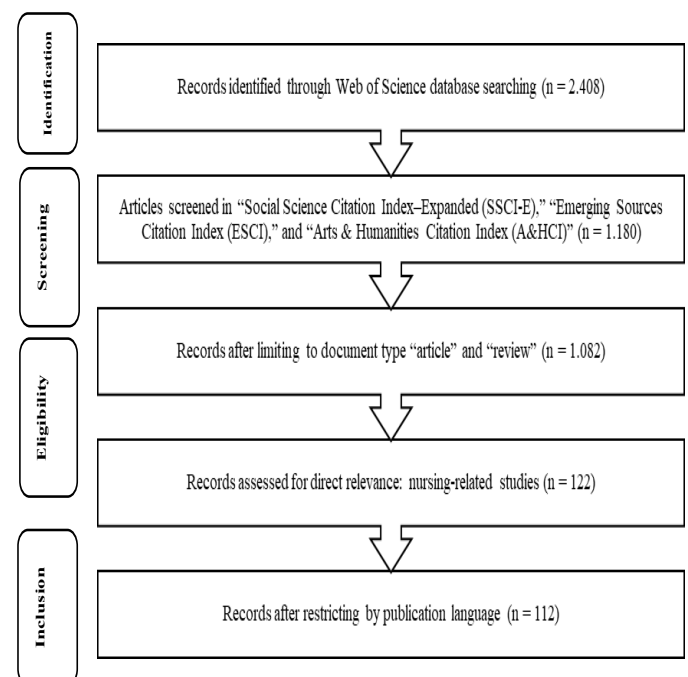 Identification
Records identified through Web of Science database searching (n = 2.408)
Screening
Articles screened in “Social Science Citation Index–Expanded (SSCI-E),” “Emerging Sources
Citation Index (ESCI),” and “Arts & Humanities Citation Index (A&HCI)” (n = 1.180)
Records after limiting to document type “article” and “review” (n = 1.082)
Eligibility
Records assessed for direct relevance: nursing-related studies (n = 122)
Inclusion
Records after restricting by publication language (n = 112)